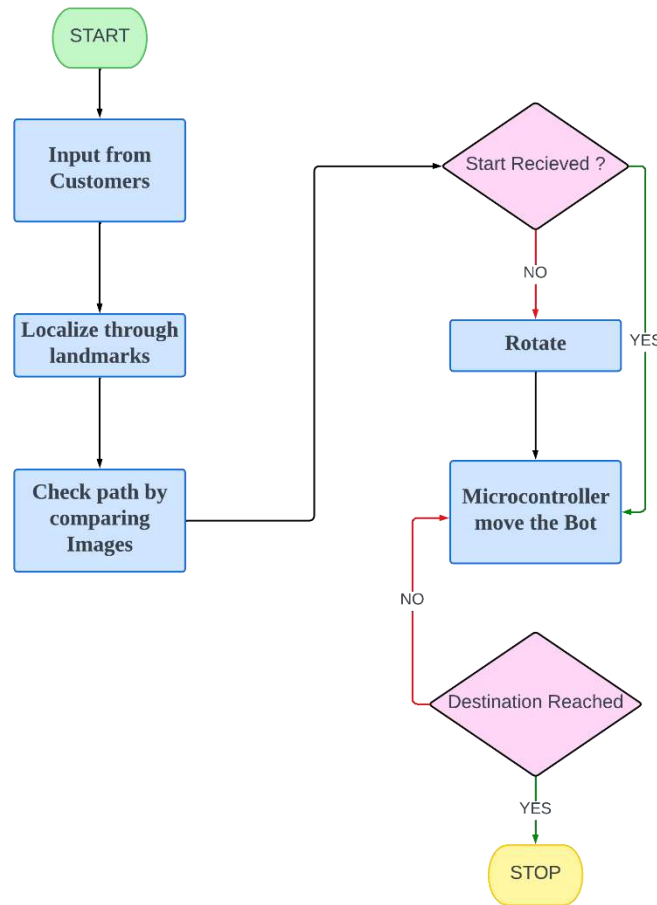 START
Input from
Customers
Localize through
landmarks
Check path by
comparing
Images
Start Recieved ?
NO
YES
Rotate
Microcontroller
move the Bot
NO
Destination Reached
YES
STOP